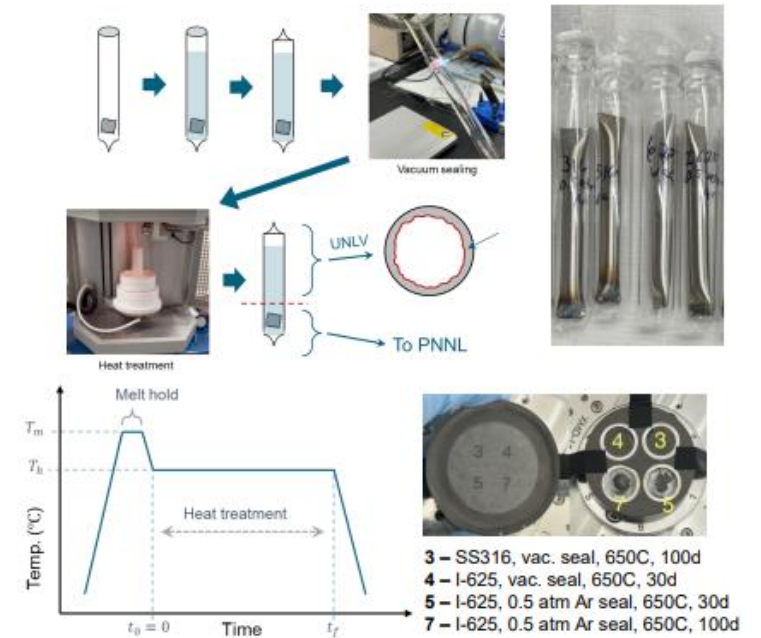 Vacuum sealing
UNLV
To PNNL
Heat treatment
Melt hold
Tm
Th
Heat treatment
Temp. (°C)
t0 = 0
Time
tf
3 4
5 7
4 3
7 5
3 – SS316, vac. seal, 650C, 100d
4 – I-625, vac. seal, 650C, 30d
5 – I-625, 0.5 atm Ar seal, 650C, 30d
7 – I-625, 0.5 atm Ar seal, 650C, 100d